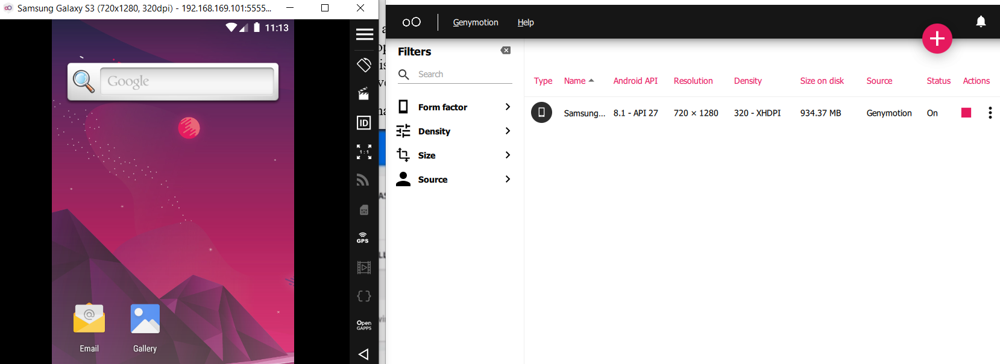 Samsung Galaxy S3 (720x1280, 320dpi) - 192.168.169.101:5555...
11:13
Google
ID
1 : 1
GPS
Open
GAPPS
Email
Gallery
Genymotion
Help
Filters
Search
Form factor
Density
Size
Source
Type Name Android API Resolution Density Size on disk Source Status Actions
Samsung... 8.1 - API 27 720 × 1280 320 - XHDPI 934.37 MB Genymotion On